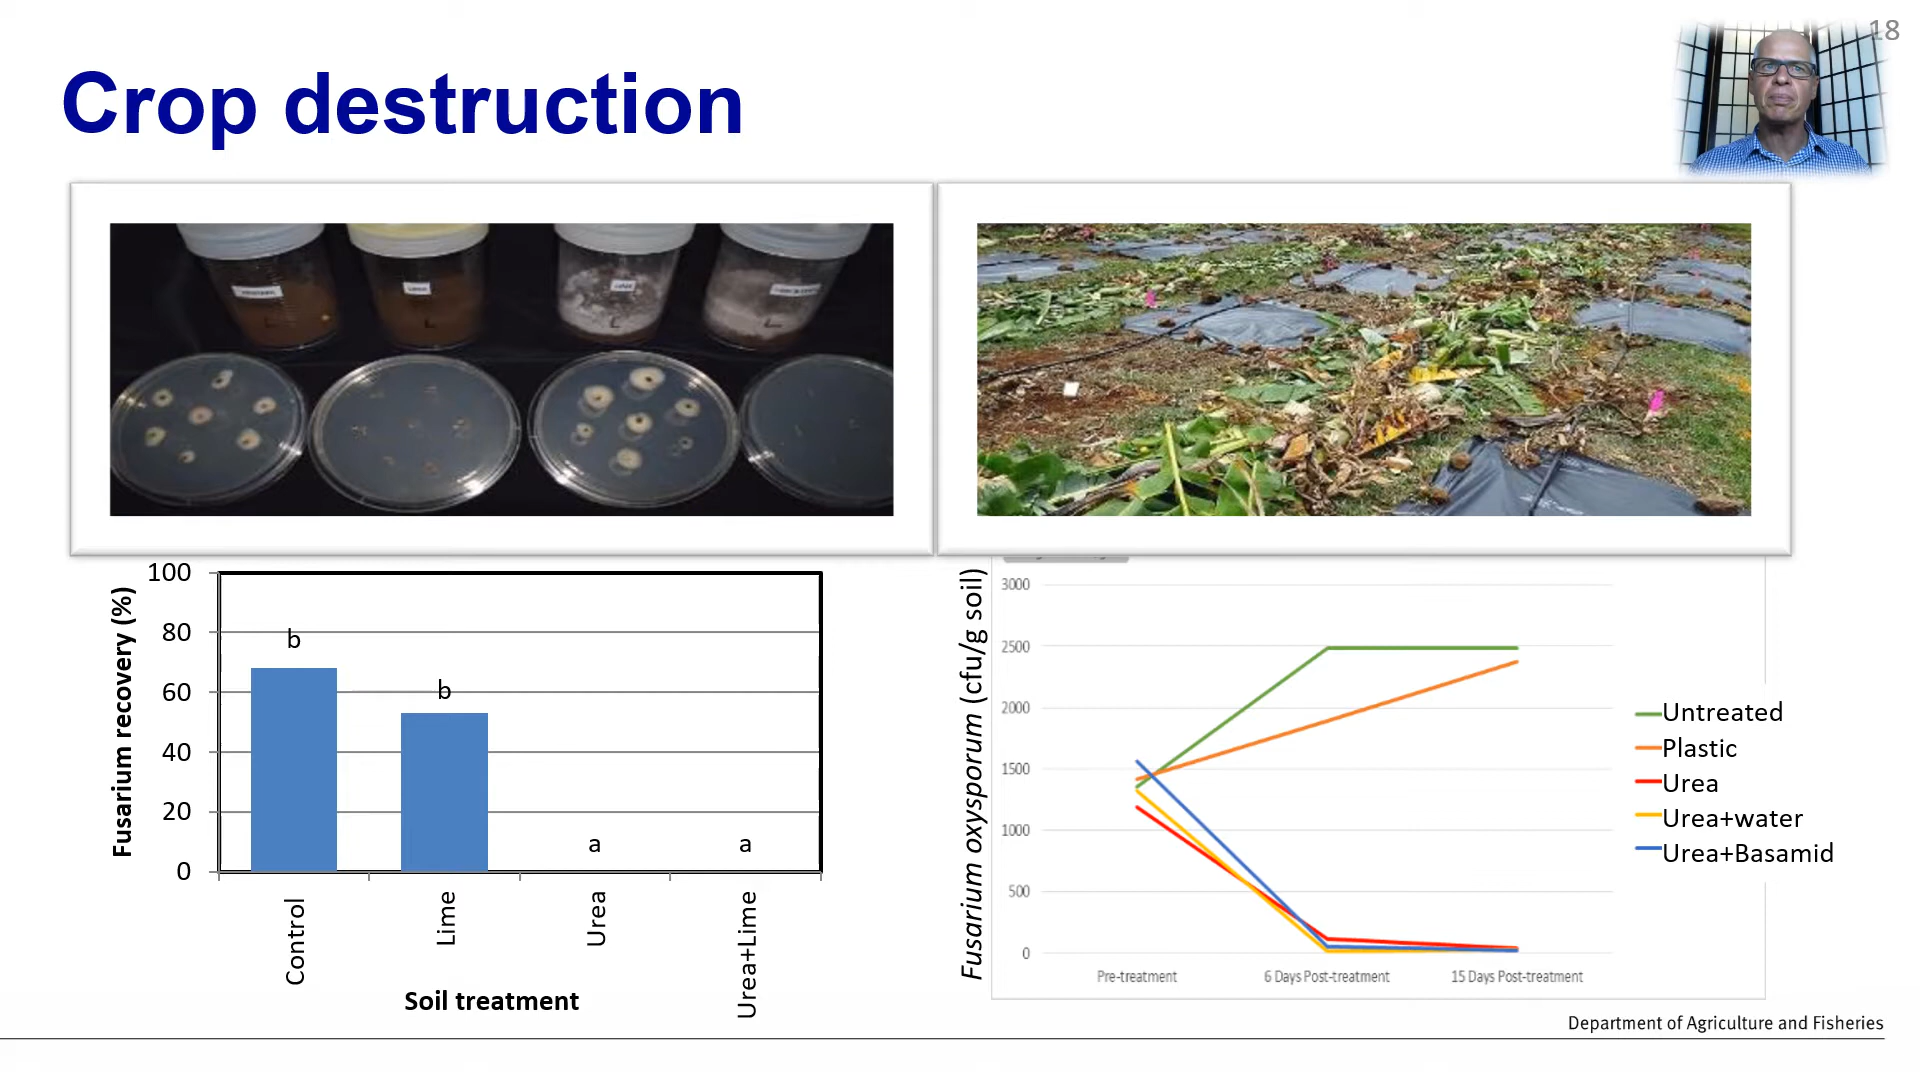 18
Crop destruction
Fusarium recovery (%)
100
80
60
40
20
0
b
b
a
a
Control
Lime
Urea
Urea+Lime
Soil treatment
Fusarium oxysporum (cfu/g soil)
3000
2500
2000
1500
1000
500
0
Pre-treatment
6 Days Post-treatment
15 Days Post-treatment
Untreated
Plastic
Urea
Urea+water
Urea+Basamid
Department of Agriculture and Fisheries